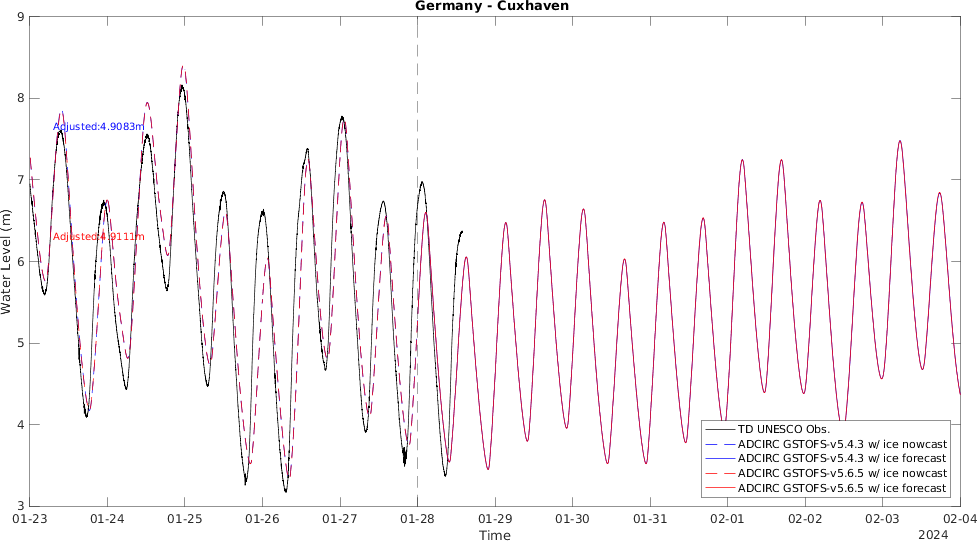 Germany - Cuxhaven
9
8
7
6
5
4
3
Water Level (m)
Adjusted:4.9083m
Adjusted:4.9111m
TD UNESCO Obs.
ADCIRC GSTOFS-v5.4.3 w/ ice nowcast
ADCIRC GSTOFS-v5.4.3 w/ ice forecast
ADCIRC GSTOFS-v5.6.5 w/ ice nowcast
ADCIRC GSTOFS-v5.6.5 w/ ice forecast
01-23 01-24 01-25 01-26 01-27 01-28 01-29 01-30 01-31 02-01 02-02 02-03 02-04
Time
2024